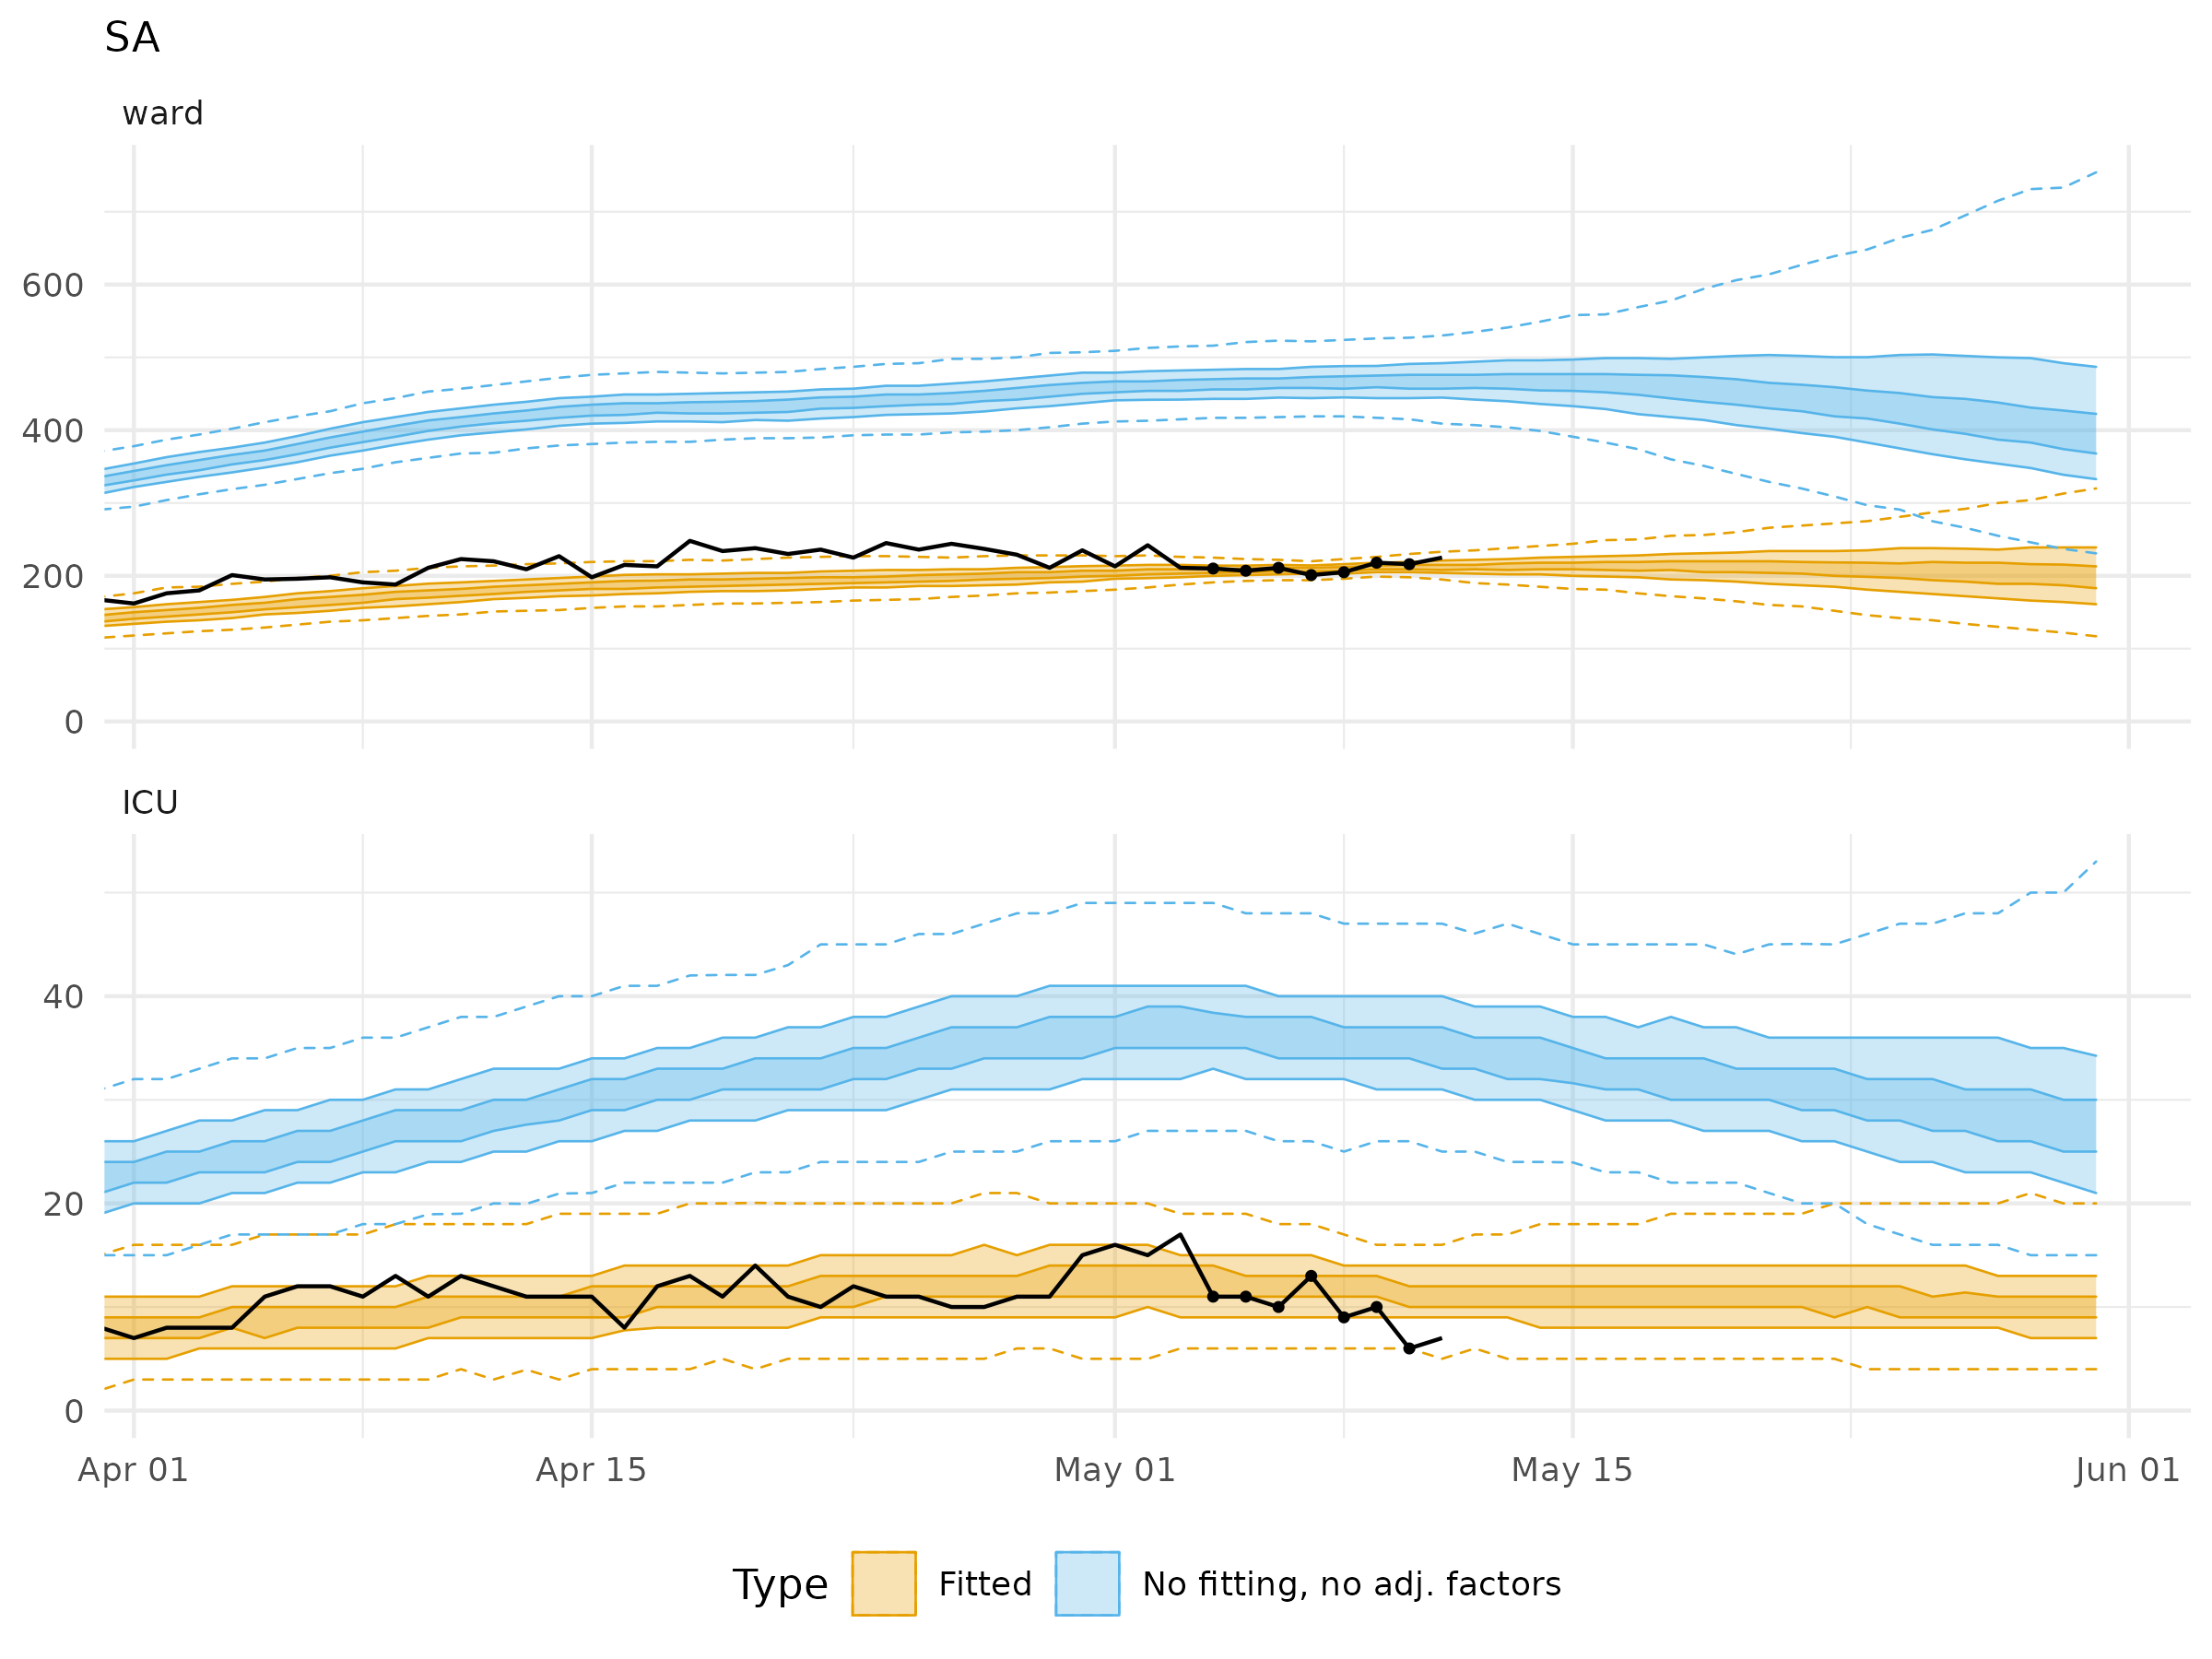 SA
ward
600
400
200
0
ICU
40
20
0
Apr 01 Apr 15 May 01 May 15 Jun 01
Type Fitted No fitting, no adj. factors